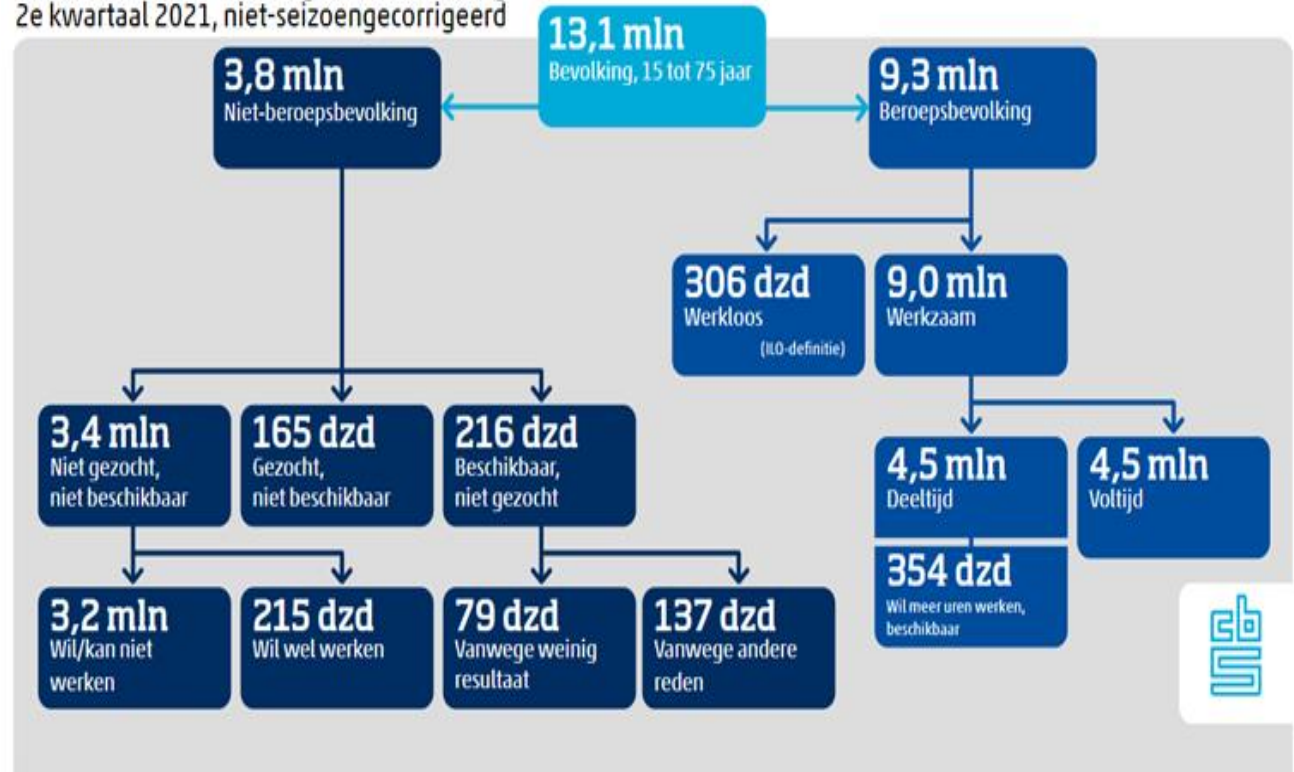 2e kwartaal 2021, niet-seizoengecorrigeerd
13,1 mln
Bevolking, 15 tot 75 jaar
3,8 mln
Niet-beroepsbevolking
9,3 mln
Beroepsbevolking
306 dzd
Werkloos
(ILO-definitie)
9,0 mln
Werkzaam
3,4 mln
Niet gezocht,
niet beschikbaar
165 dzd
Gezocht,
niet beschikbaar
216 dzd
Beschikbaar,
niet gezocht
4,5 mln
Deeltijd
4,5 mln
Voltijd
354 dzd
Wil meer uren werken,
beschikbaar
3,2 mln
Wil/kan niet
werken
215 dzd
Wil wel werken
79 dzd
Vanwege weinig
resultaat
137 dzd
Vanwege andere
reden
cbs